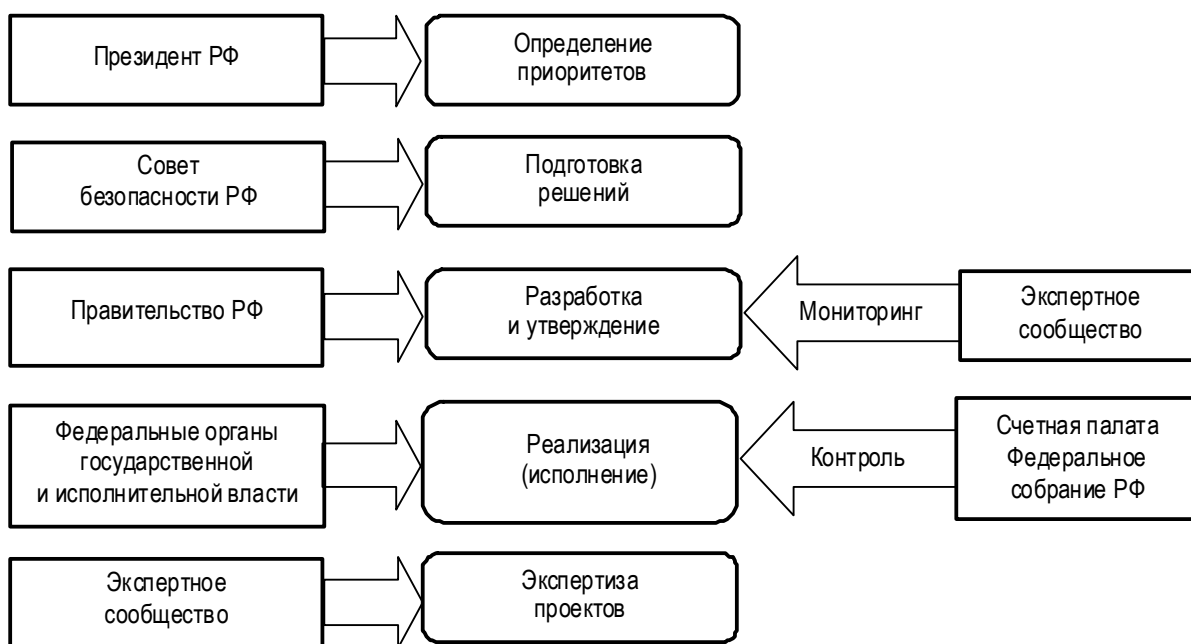 Президент РФ
Определение
приоритетов
Совет
безопасности РФ
Подготовка
решений
Правительство РФ
Разработка
и утверждение
Мониторинг
Экспертное
сообщество
Федеральные органы
государственной
и исполнительной власти
Реализация
(исполнение)
Контроль
Счетная палата
Федеральное
собрание РФ
Экспертное
сообщество
Экспертиза
проектов